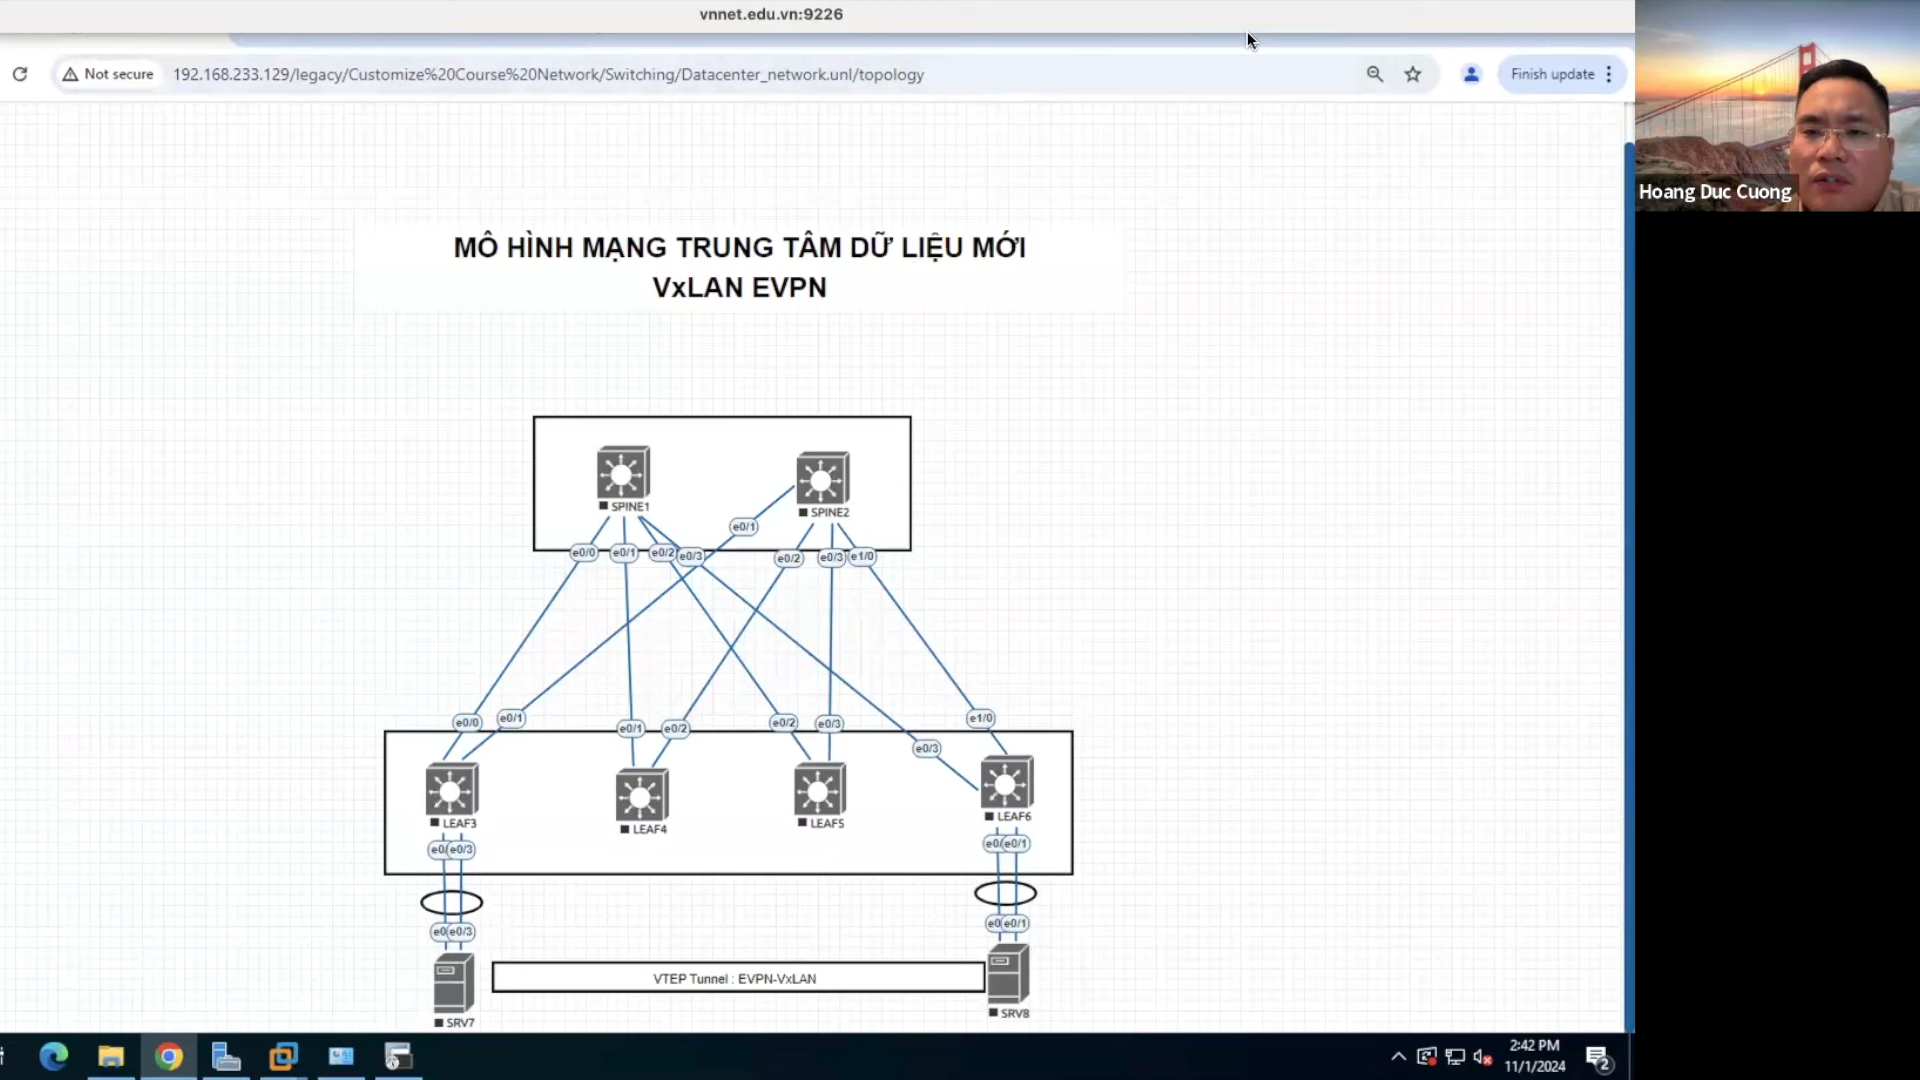 vnnet.edu.vn:9226
Not secure
192.168.233.129/legacy/Customize%20Course%20Network/Switching/Datacenter_network.unl/topology
Finish update
Hoang Duc Cuong
MÔ HÌNH MẠNG TRUNG TÂM DỮ LIỆU MỚI
VxLAN EVPN
SPINE1
SPINE2
e0/1
e0/0 e0/1 e0/2 e0/3 e0/2 e0/3 e1/0
e0/0 e0/1 e0/1 e0/2 e0/2 e0/3 e1/0
e0/3
LEAF3
LEAF4
LEAF5
LEAF6
e0/3
e0/1
e0/3
e0/1
VTEP Tunnel : EVPN-VxLAN
SRV7
SRV8
2:42 PM
11/1/2024
2